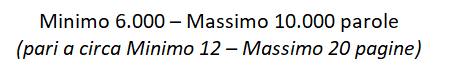 Minimo 6.000 – Massimo 10.000 parole
(pari a circa Minimo 12 – Massimo 20 pagine)